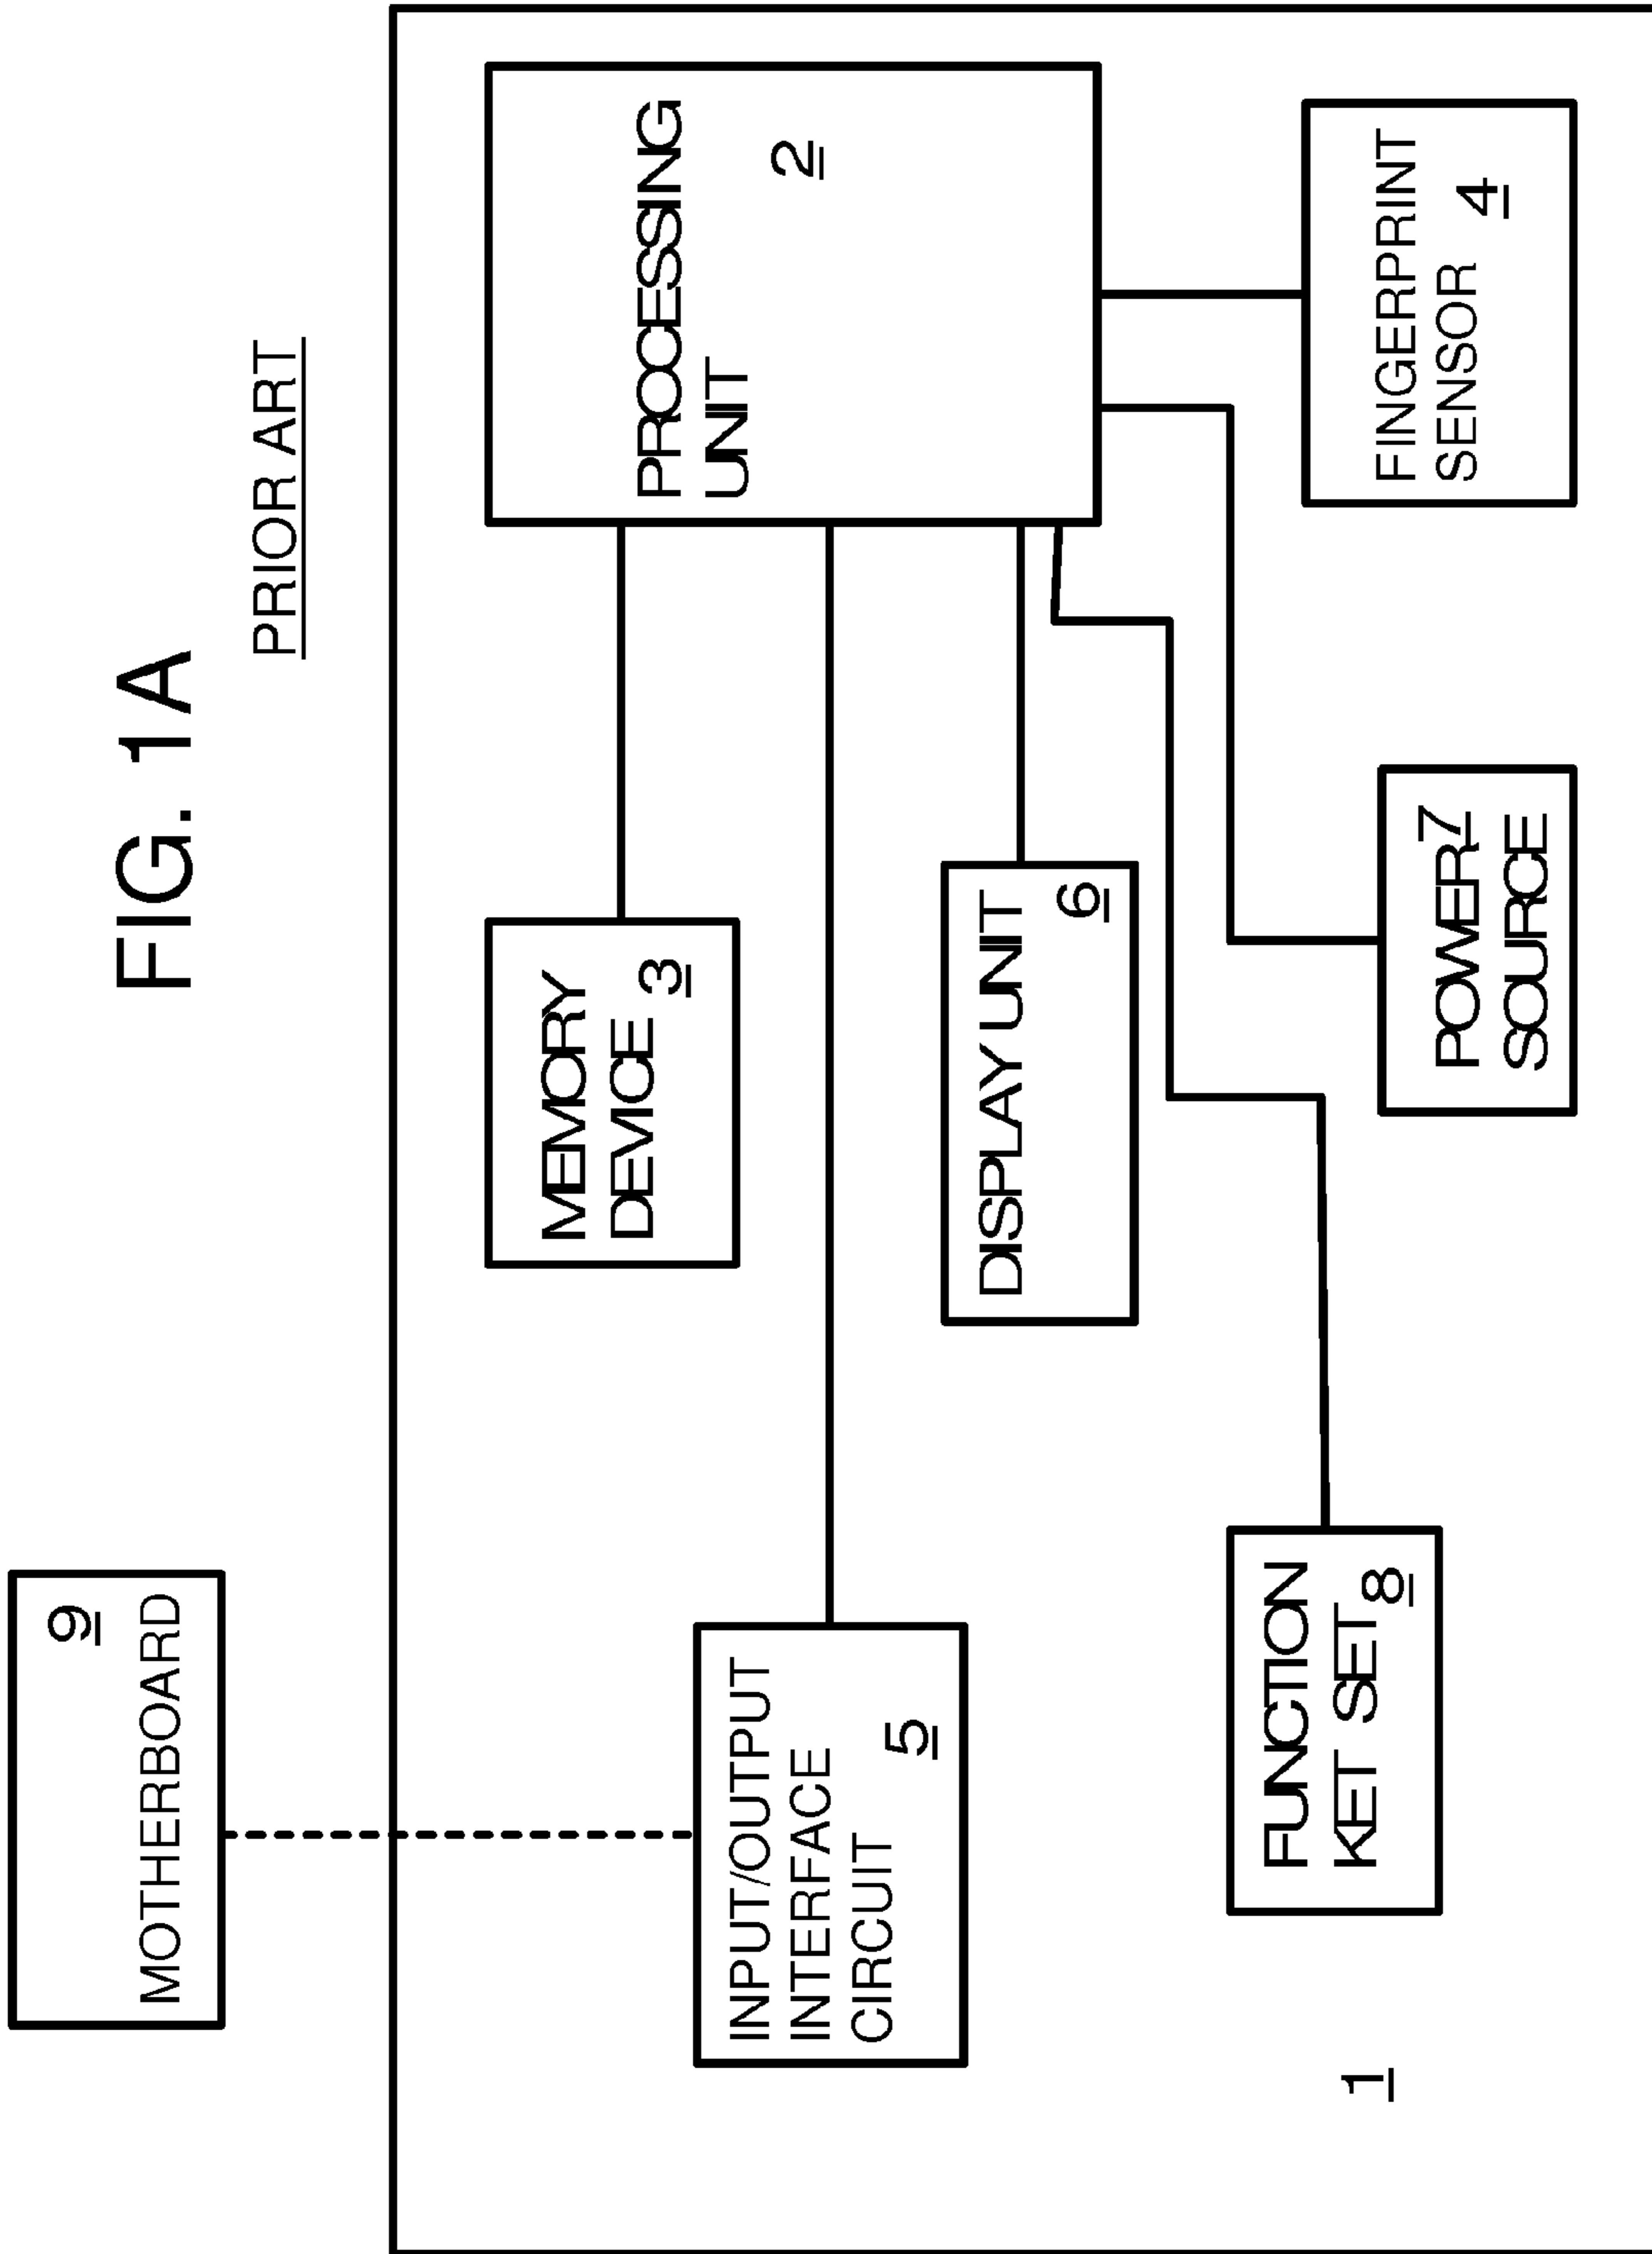 FIG. 1A
PRIOR ART
9
MOTHERBOARD
PROCESSING
UNIT
2
MEMORY
DEVICE 3
INPUT/OUTPUT
INTERFACE
CIRCUIT
5
DISPLAY UNIT
6
FUNCTION
KET SET 8
POWER 7
SOURCE
FINGERPRINT
SENSOR 4
1